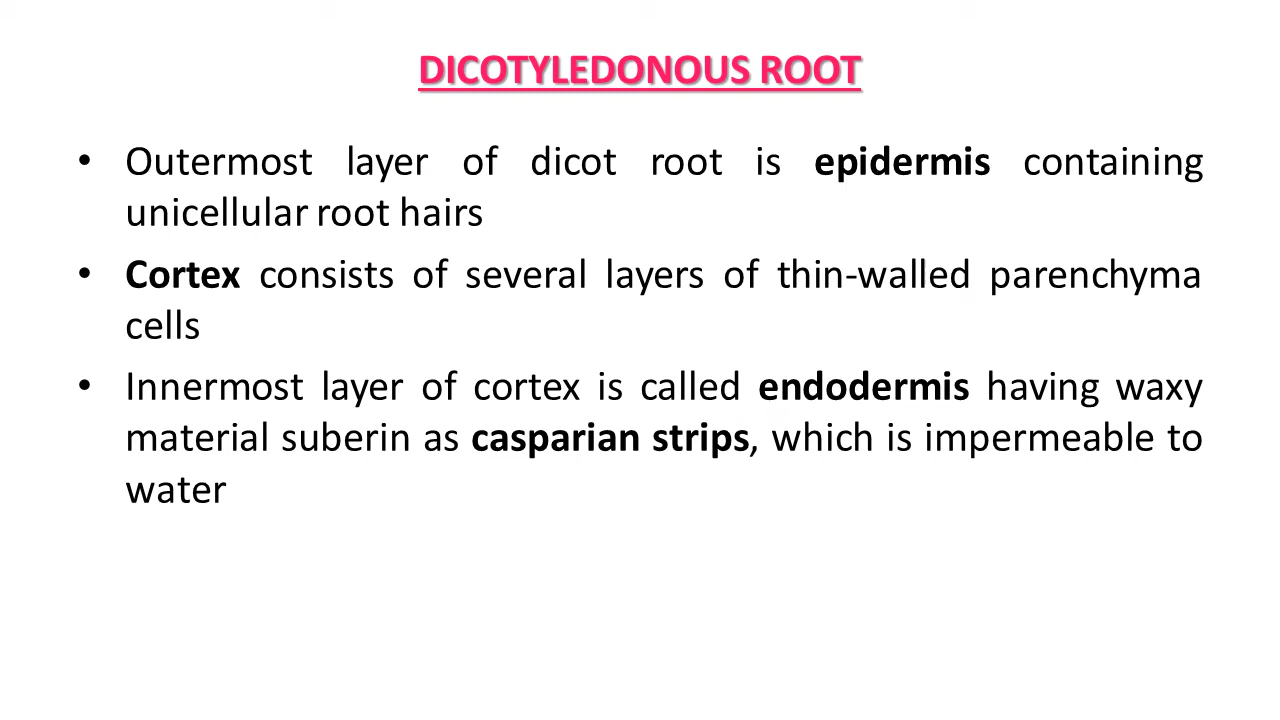 DICOTYLEDONOUS ROOT
• Outermost layer of dicot root is epidermis containing
unicellular root hairs
• Cortex consists of several layers of thin-walled parenchyma
cells
• Innermost layer of cortex is called endodermis having waxy
material suberin as casparian strips, which is impermeable to
water